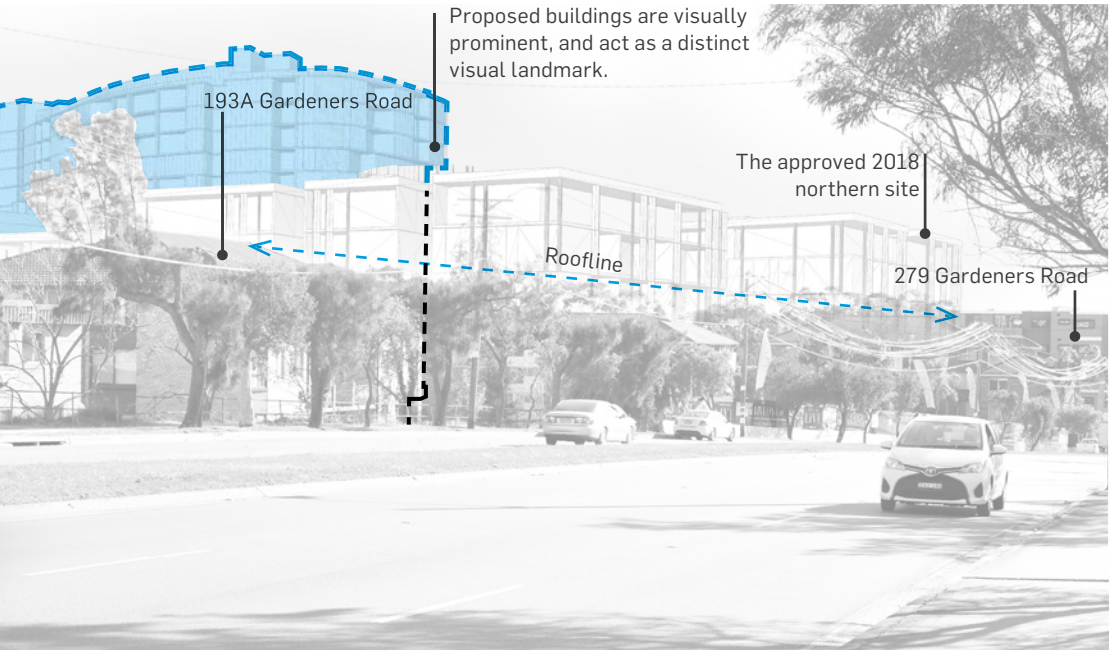 Proposed buildings are visually
prominent, and act as a distinct
visual landmark.
193A Gardeners Road
The approved 2018
northern site
Roofline
279 Gardeners Road